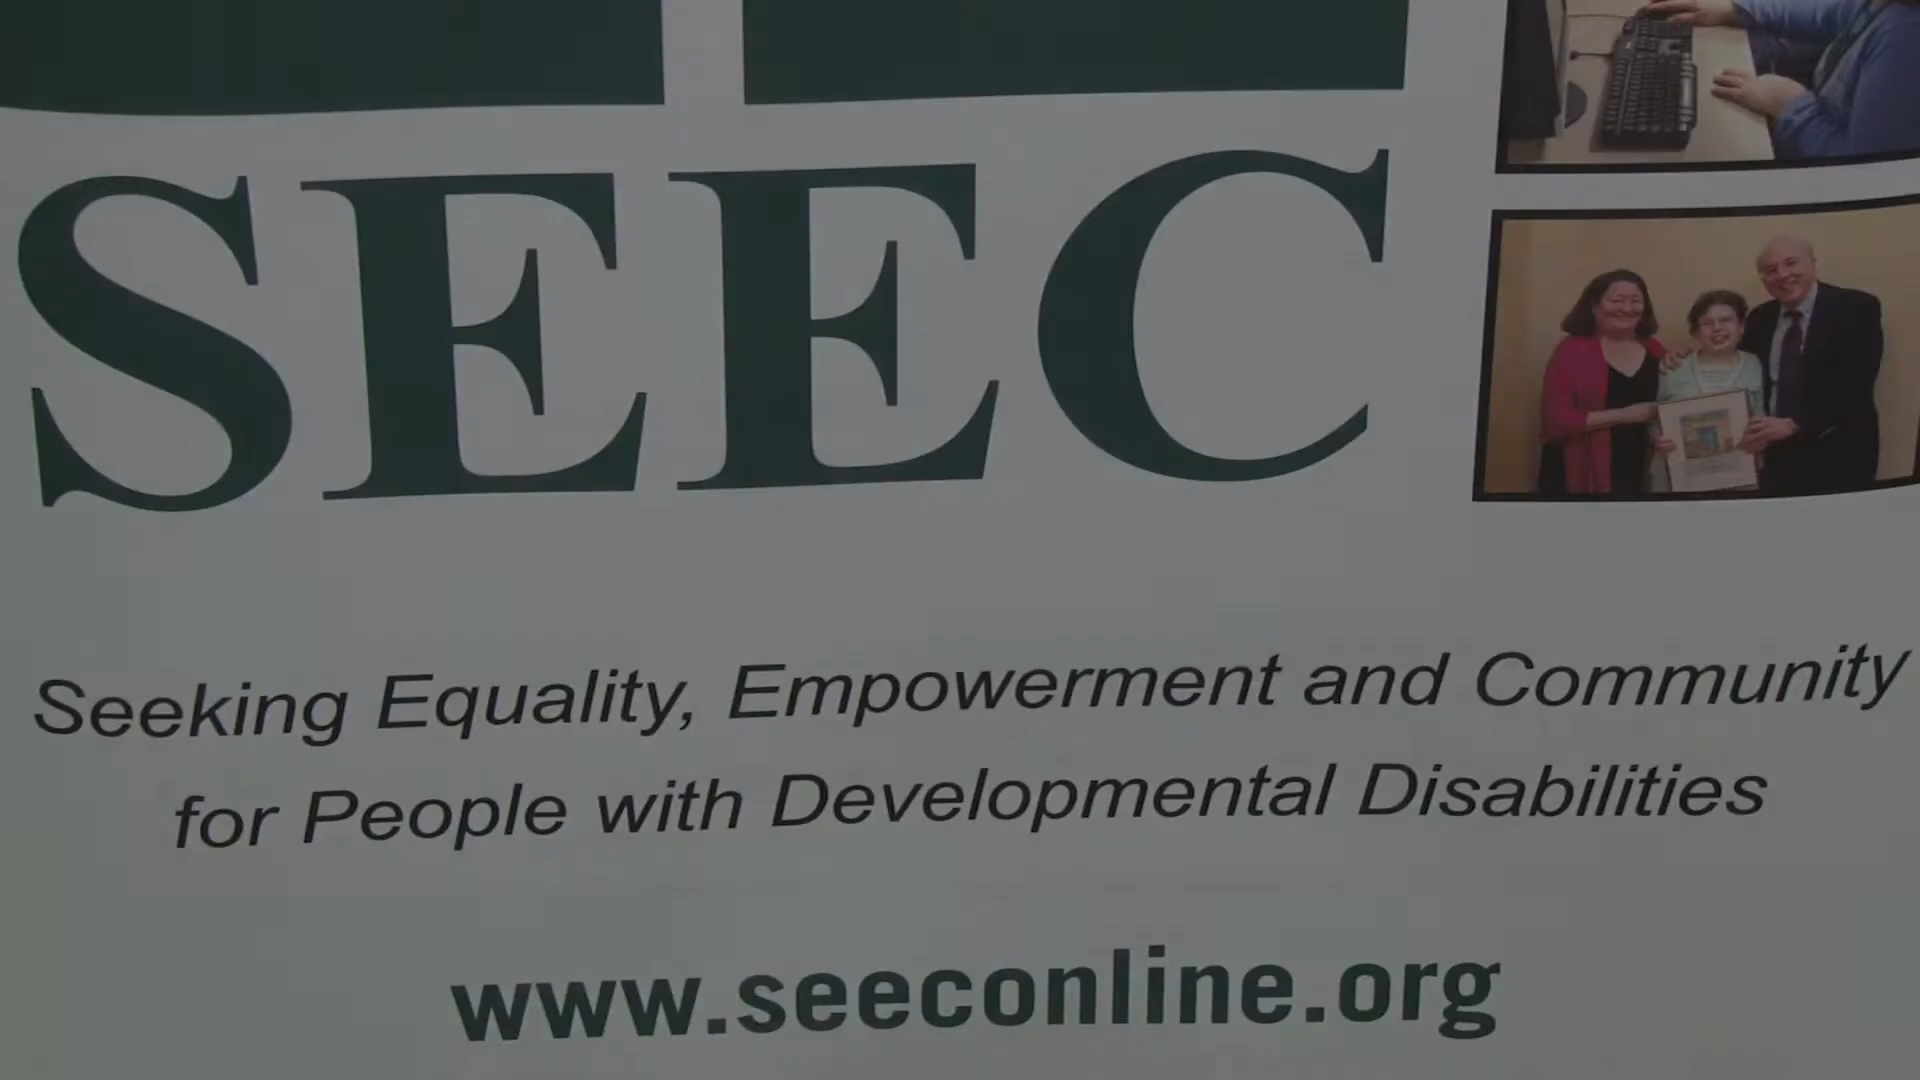 SEEC
Seeking Equality, Empowerment and Community
for People with Developmental Disabilities
www.seeconline.org